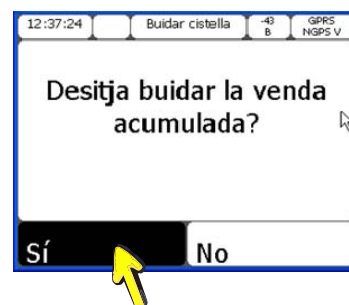 12:37:24 Buidar cistella -43 GPRS
B NGPS V
Desitja buidar la venda
acumulada?
Sí No